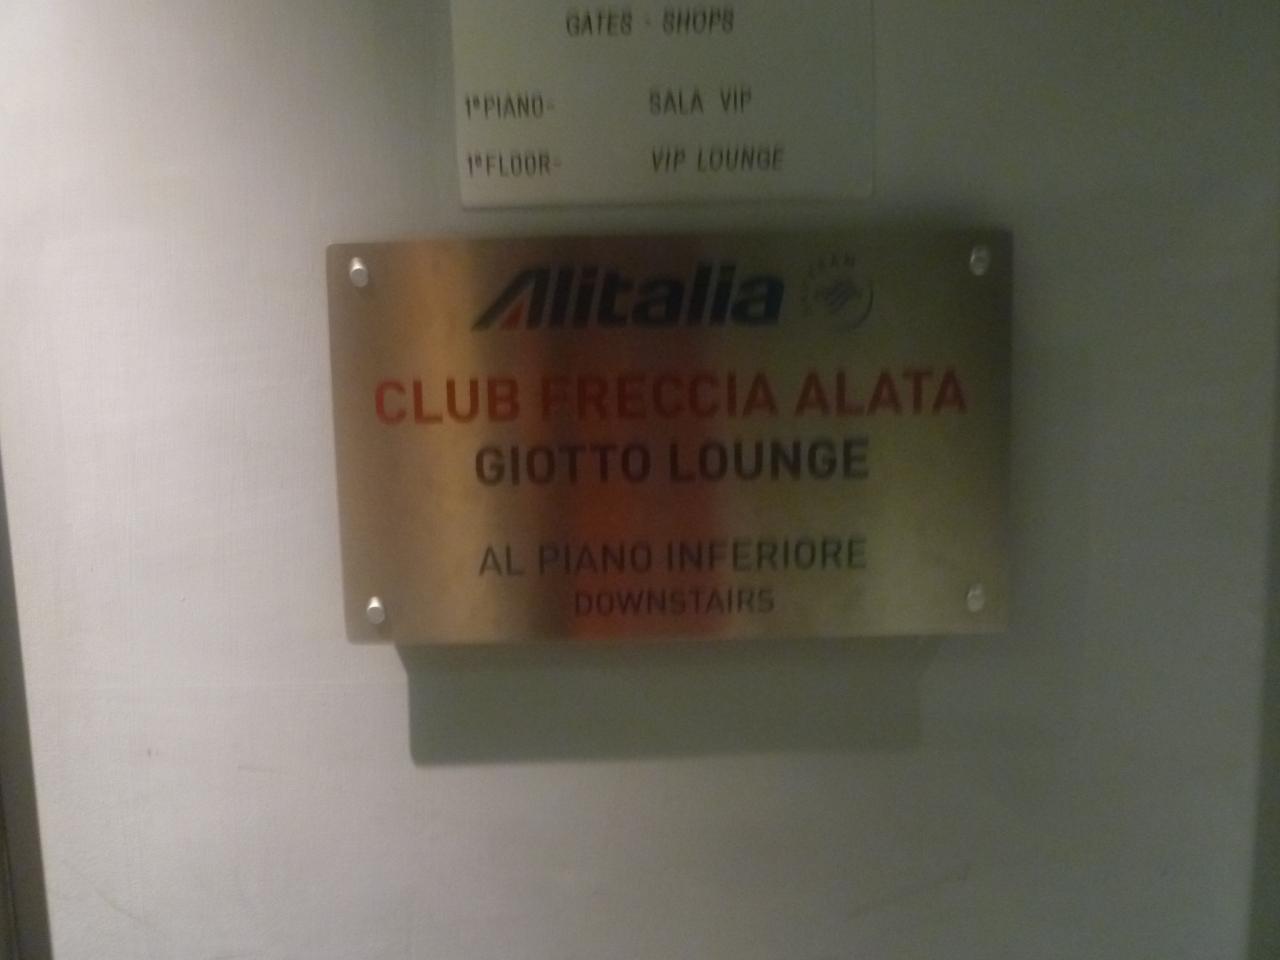 GATES - SHOPS
1°PIANO- SALA VIP
1°FLOOR- VIP LOUNGE
Alitalia
CLUB FRECCIA ALATA
GIOTTO LOUNGE
AL PIANO INFERIORE
DOWNSTAIRS